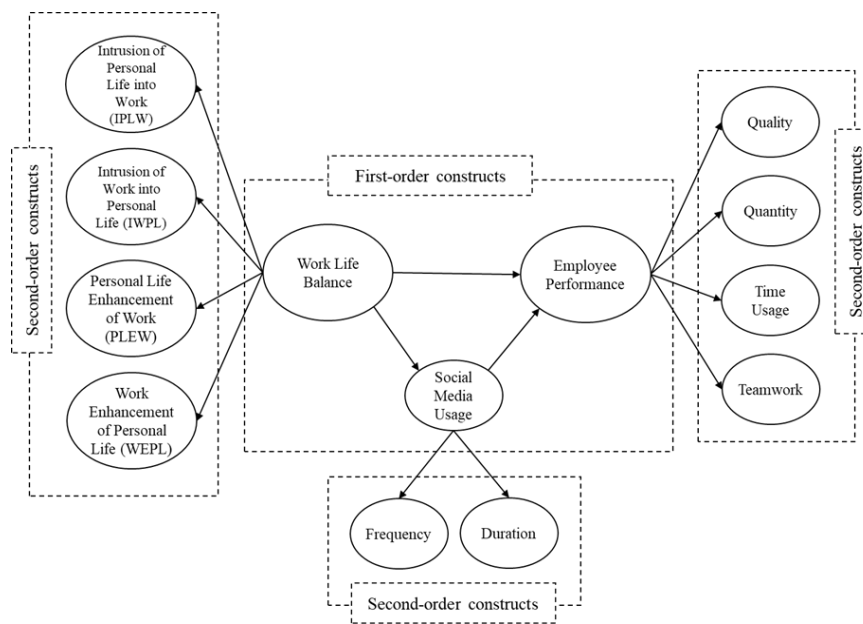 Intrusion of
Personal
Life into
Work
(IPLW)
Intrusion of
Work into
Personal
Life (IWPL)
Personal Life
Enhancement
of Work
(PLEW)
Work
Enhancement
of Personal
Life (WEPL)
Second-order constructs
First-order constructs
Work Life
Balance
Employee
Performance
Social
Media
Usage
Quality
Quantity
Time
Usage
Teamwork
Second-order constructs
Frequency
Duration
Second-order constructs